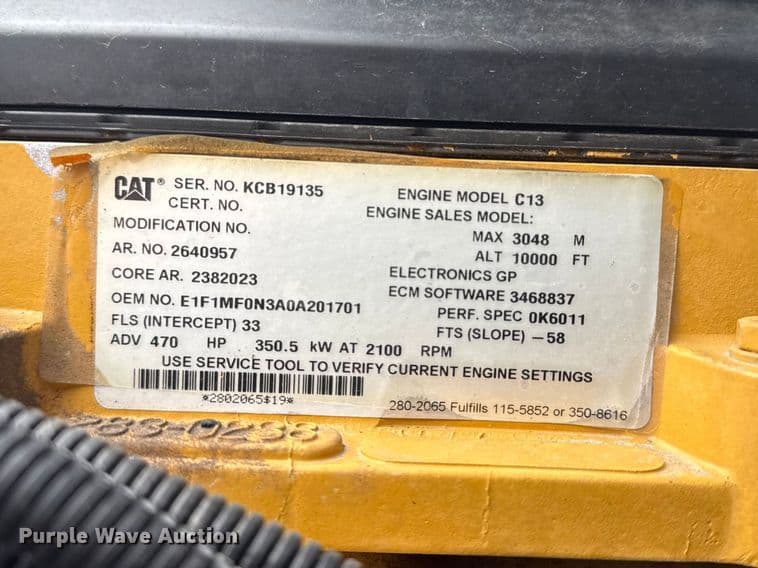 CAT® SER. NO. KCB19135
CERT. NO.
MODIFICATION NO.
AR. NO. 2640957
CORE AR. 2382023
OEM NO. E1F1MF0N3A0A201701
FLS (INTERCEPT) 33
ENGINE MODEL C13
ENGINE SALES MODEL:
MAX 3048 M
ALT 10000 FT
ELECTRONICS GP
ECM SOFTWARE 3468837
PERF. SPEC 0K6011
FTS (SLOPE) -58
ADV 470 HP 350.5 kW AT 2100 RPM
USE SERVICE TOOL TO VERIFY CURRENT ENGINE SETTINGS
*2802065$19*
280-2065 Fulfills 115-5852 or 350-8616
Purple Wave Auction